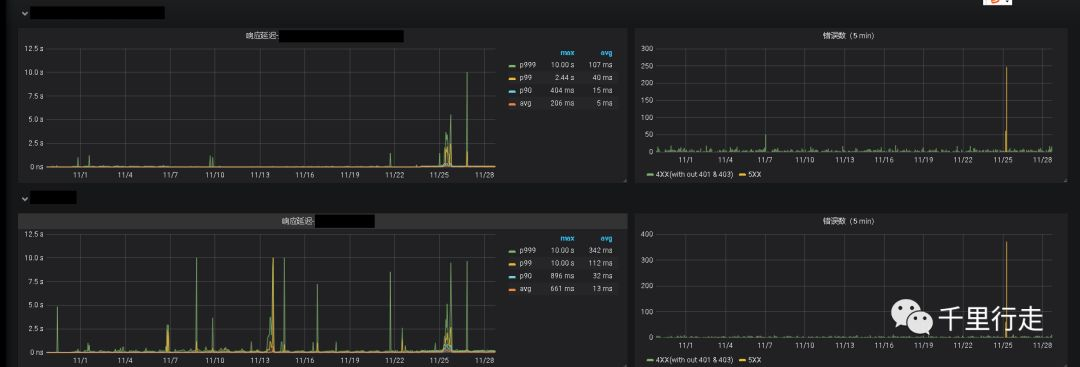 响应延迟-
12.5 s
10.0 s
7.5 s
5.0 s
2.5 s
0 ns
11/1 11/4 11/7 11/10 11/13 11/16 11/19 11/22 11/25 11/28
max avg
p999 10.00 s 107 ms
p99 2.44 s 40 ms
p90 404 ms 15 ms
avg 206 ms 5 ms
错误数（5 min）
300
250
200
150
100
50
0
11/1 11/4 11/7 11/10 11/13 11/16 11/19 11/22 11/25 11/28
4XX(with out 401 & 403) 5XX
响应延迟-
12.5 s
10.0 s
7.5 s
5.0 s
2.5 s
0 ns
11/1 11/4 11/7 11/10 11/13 11/16 11/19 11/22 11/25 11/28
max avg
p999 10.00 s 342 ms
p99 10.00 s 112 ms
p90 896 ms 32 ms
avg 661 ms 13 ms
错误数（5 min）
400
300
200
100
0
11/1 11/4 11/7 11/10 11/13 11/16 11/19 11/22 11/25 11/28
4XX(with out 401 & 403) 5XX
千里行走